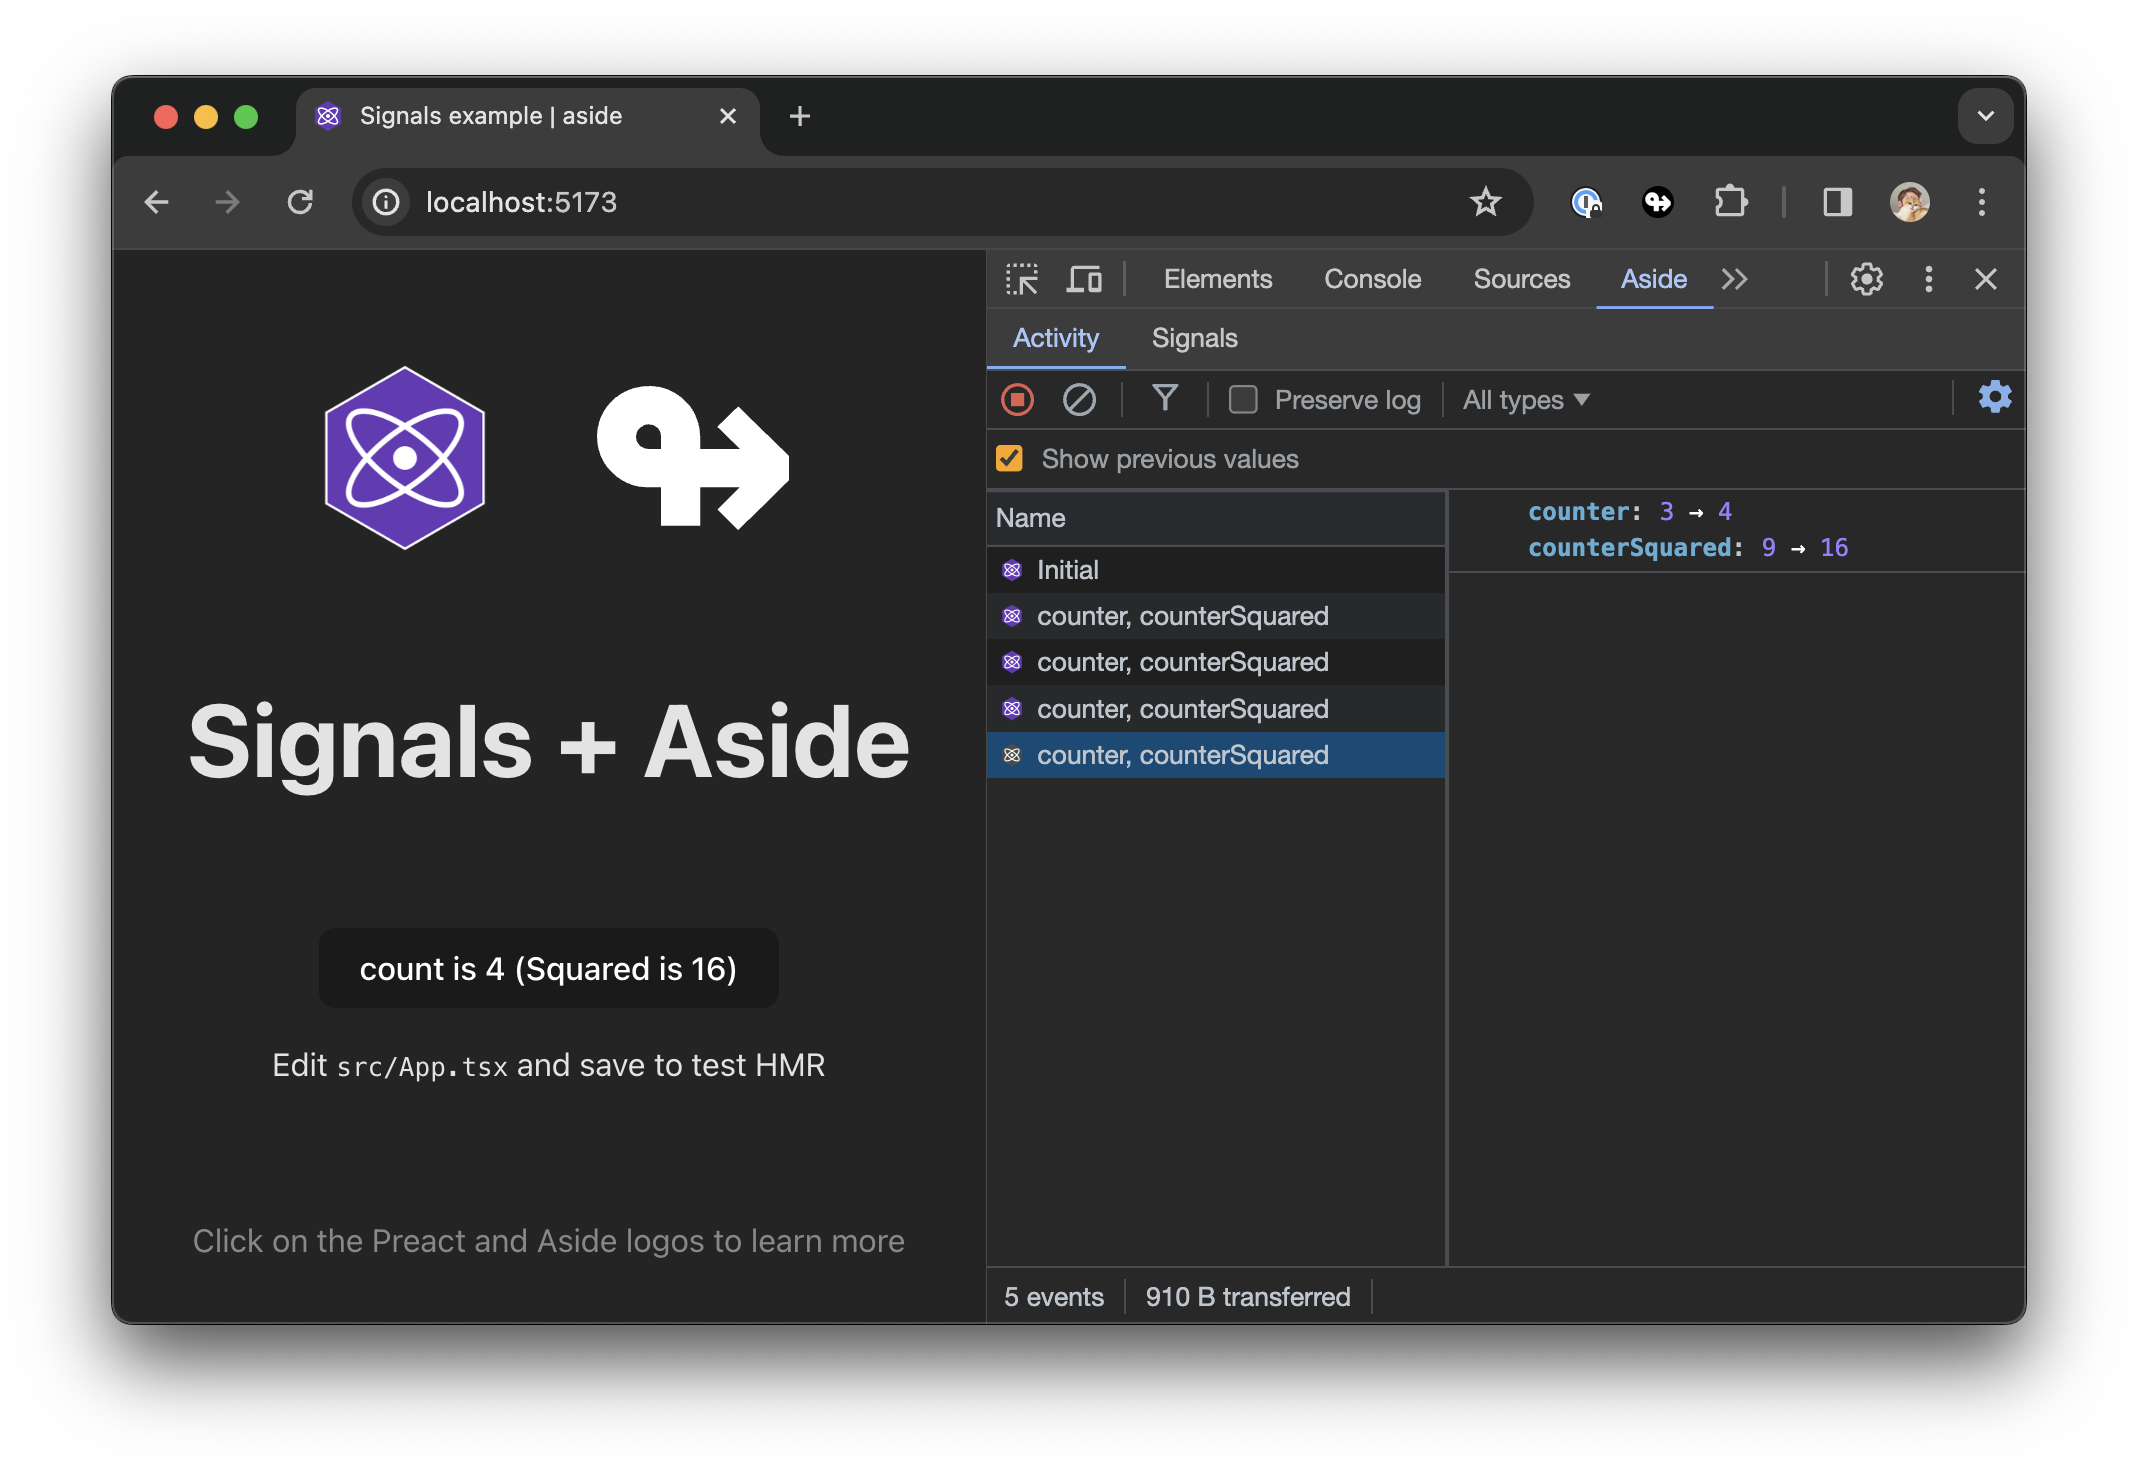 Signals example | aside
localhost:5173
Elements Console Sources Aside
Activity Signals
Preserve log All types
Show previous values
Name
Initial
counter, counterSquared
counter, counterSquared
counter, counterSquared
counter, counterSquared
counter: 3 → 4
counterSquared: 9 → 16
5 events 910 B transferred
Signals + Aside
count is 4 (Squared is 16)
Edit src/App.tsx and save to test HMR
Click on the Preact and Aside logos to learn more